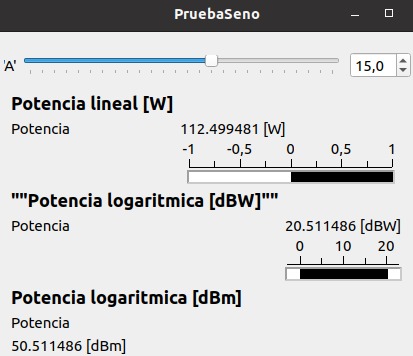 PruebaSeno
'A' 15,0
Potencia lineal [W]
Potencia 112.499481 [W]
-1 -0,5 0 0,5 1
""Potencia logaritmica [dBW]""
Potencia 20.511486 [dBW]
0 10 20
Potencia logaritmica [dBm]
Potencia
50.511486 [dBm]